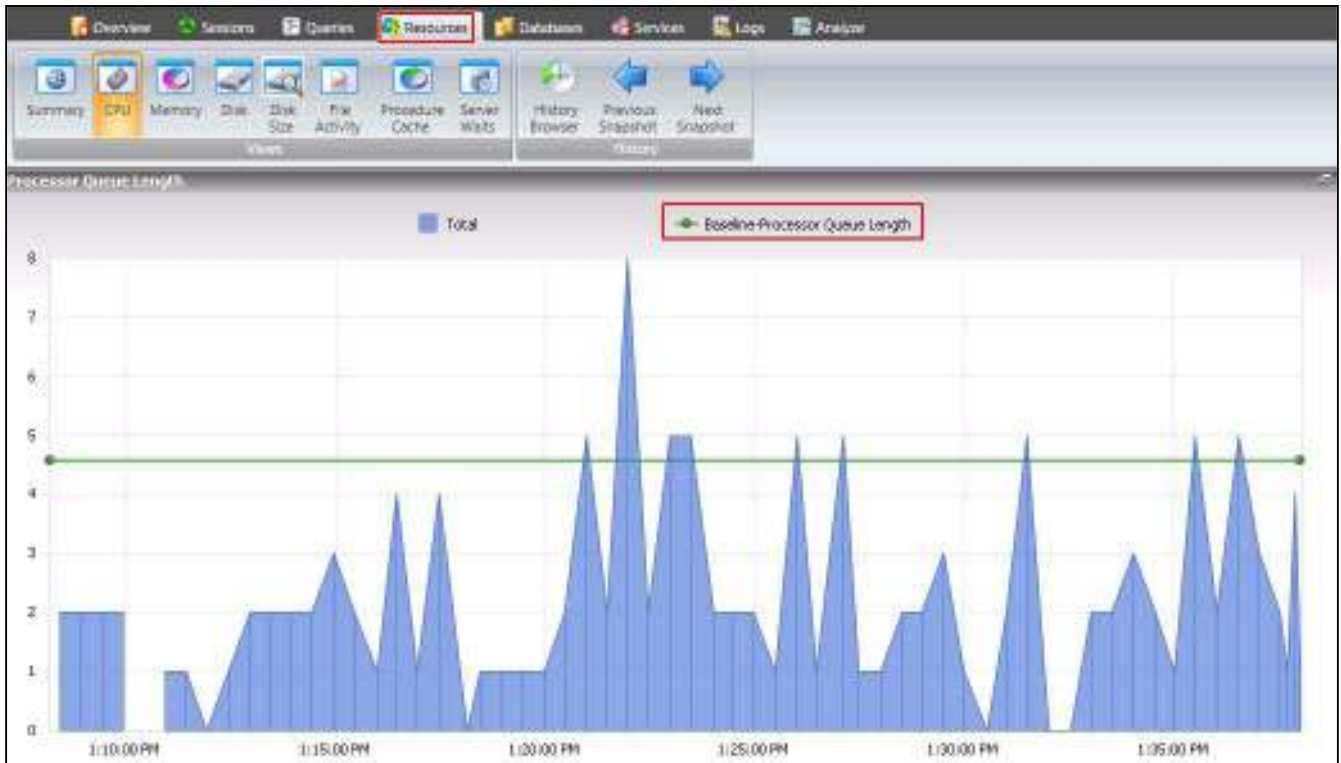 Overview Sessions Queries Resources Databases Services Logs Analyze
Summary CPU Memory Disk Disk Size File Activity Procedure Cache Server Waits History Browser Previous Snapshot Next Snapshot
Views History
Processor Queue Length
Total Baseline-Processor Queue Length
8
7
6
5
4
3
2
1
0
1:10:00 PM 1:15:00 PM 1:20:00 PM 1:25:00 PM 1:30:00 PM 1:35:00 PM